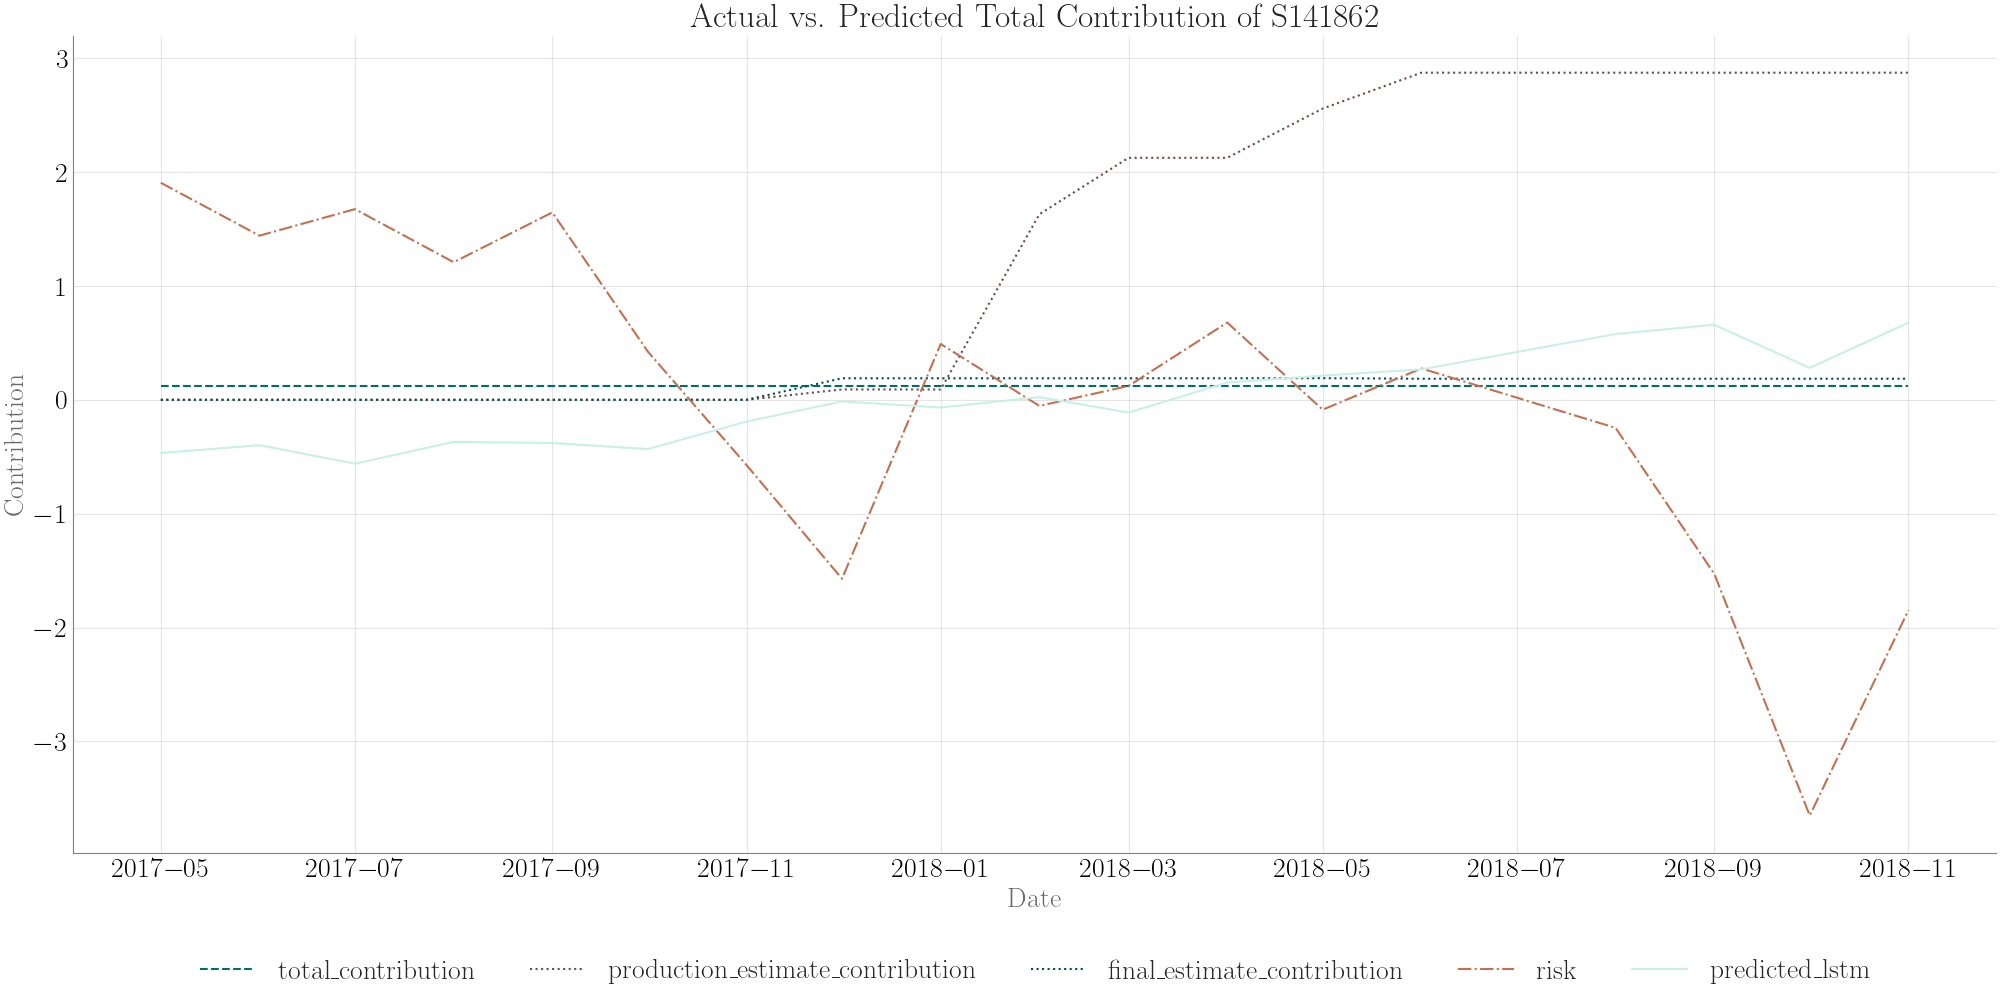 Actual vs. Predicted Total Contribution of S141862
Contribution
3
2
1
0
−1
−2
−3
2017−05 2017−07 2017−09 2017−11 2018−01 2018−03 2018−05 2018−07 2018−09 2018−11
Date
total_contribution production_estimate_contribution final_estimate_contribution risk predicted_lstm